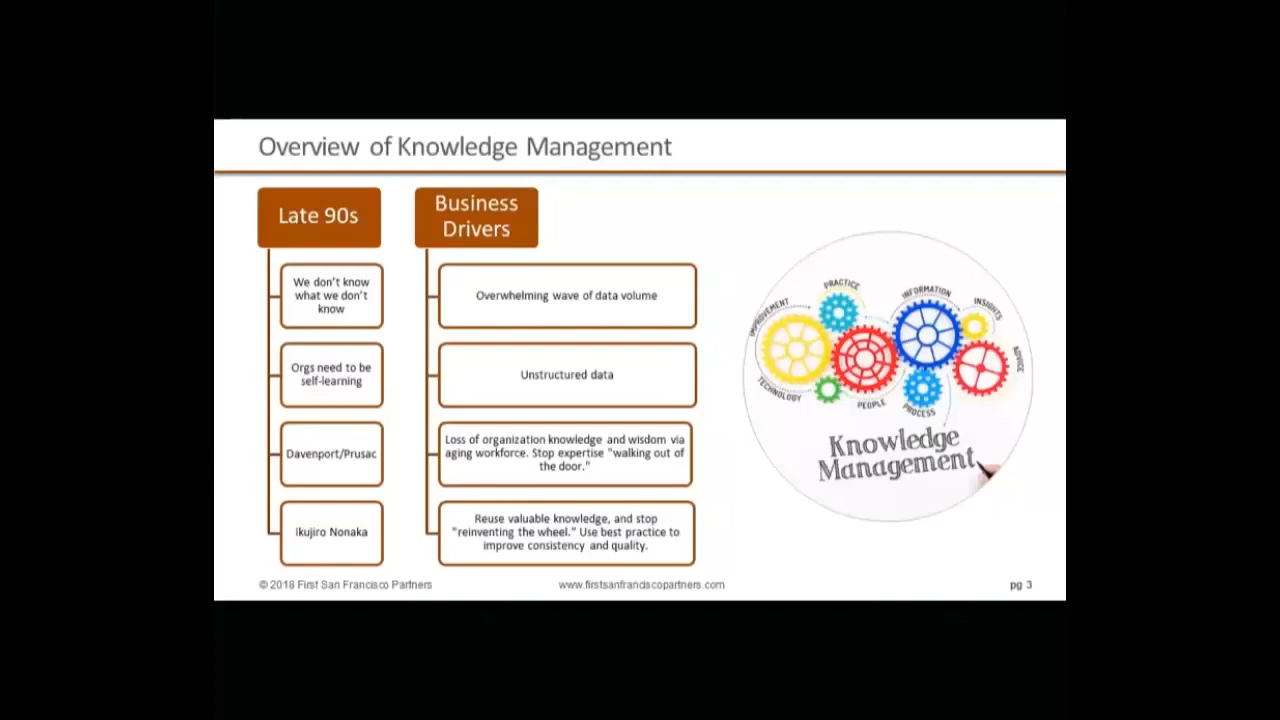 Overview of Knowledge Management
Late 90s
We don't know
what we don't
know
Orgs need to be
self-learning
Davenport/Prusac
Ikujiro Nonaka
Business
Drivers
Overwhelming wave of data volume
Unstructured data
Loss of organization knowledge and wisdom via
aging workforce. Stop expertise "walking out of
the door."
Reuse valuable knowledge, and stop
"reinventing the wheel." Use best practice to
improve consistency and quality.
IMPROVEMENT
PRACTICE
INFORMATION
INSIGHTS
ADVICE
TECHNOLOGY
PEOPLE
PROCESS
Knowledge
Management
© 2018 First San Francisco Partners
www.firstsanfranciscopartners.com
pg 3